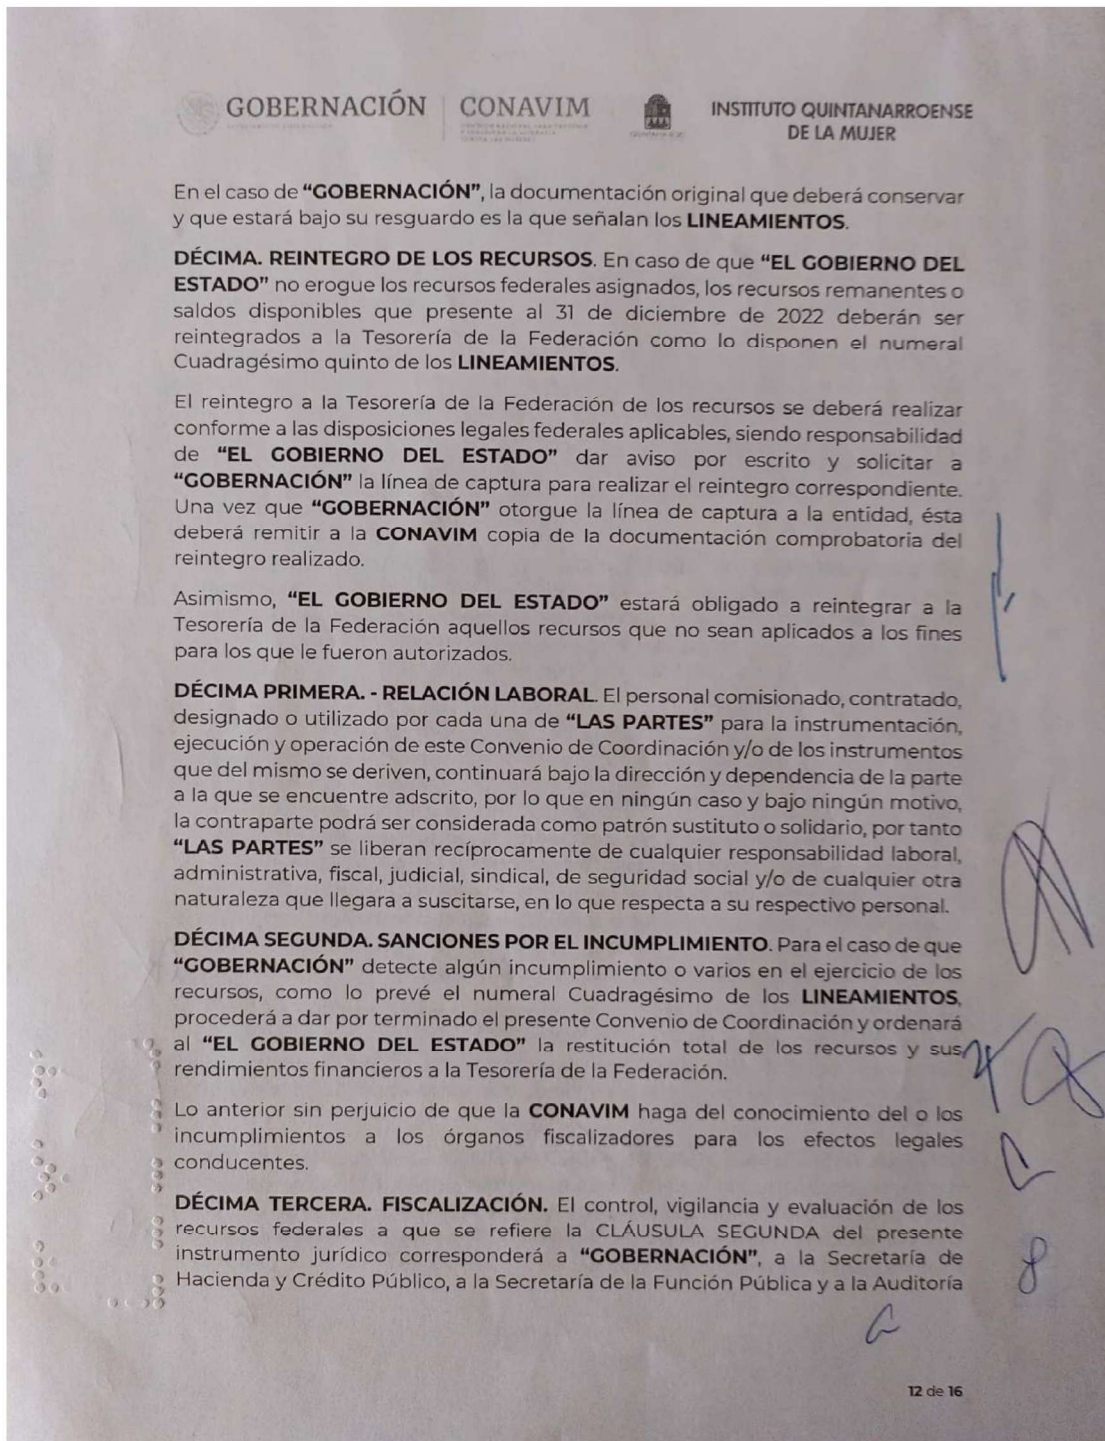 GOBERNACIÓN
CONAVIM
INSTITUTO QUINTANARROENSE
DE LA MUJER
En el caso de “GOBERNACIÓN”, la documentación original que deberá conservar
y que estará bajo su resguardo es la que señalan los LINEAMIENTOS.
DÉCIMA. REINTEGRO DE LOS RECURSOS. En caso de que “EL GOBIERNO DEL
ESTADO” no erogue los recursos federales asignados, los recursos remanentes o
saldos disponibles que presente al 31 de diciembre de 2022 deberán ser
reintegrados a la Tesorería de la Federación como lo disponen el numeral
Cuadragésimo quinto de los LINEAMIENTOS.
El reintegro a la Tesorería de la Federación de los recursos se deberá realizar
conforme a las disposiciones legales federales aplicables, siendo responsabilidad
de “EL GOBIERNO DEL ESTADO” dar aviso por escrito y solicitar a
“GOBERNACIÓN” la línea de captura para realizar el reintegro correspondiente.
Una vez que “GOBERNACIÓN” otorgue la línea de captura a la entidad, ésta
deberá remitir a la CONAVIM copia de la documentación comprobatoria del
reintegro realizado.
Asimismo, “EL GOBIERNO DEL ESTADO” estará obligado a reintegrar a la
Tesorería de la Federación aquellos recursos que no sean aplicados a los fines
para los que le fueron autorizados.
DÉCIMA PRIMERA. - RELACIÓN LABORAL. El personal comisionado, contratado,
designado o utilizado por cada una de “LAS PARTES” para la instrumentación,
ejecución y operación de este Convenio de Coordinación y/o de los instrumentos
que del mismo se deriven, continuará bajo la dirección y dependencia de la parte
a la que se encuentre adscrito, por lo que en ningún caso y bajo ningún motivo,
la contraparte podrá ser considerada como patrón sustituto o solidario, por tanto
“LAS PARTES” se liberan recíprocamente de cualquier responsabilidad laboral,
administrativa, fiscal, judicial, sindical, de seguridad social y/o de cualquier otra
naturaleza que llegara a suscitarse, en lo que respecta a su respectivo personal.
DÉCIMA SEGUNDA. SANCIONES POR EL INCUMPLIMIENTO. Para el caso de que
“GOBERNACIÓN” detecte algún incumplimiento o varios en el ejercicio de los
recursos, como lo prevé el numeral Cuadragésimo de los LINEAMIENTOS,
procederá a dar por terminado el presente Convenio de Coordinación y ordenará
al “EL GOBIERNO DEL ESTADO” la restitución total de los recursos y sus
rendimientos financieros a la Tesorería de la Federación.
Lo anterior sin perjuicio de que la CONAVIM haga del conocimiento del o los
incumplimientos a los órganos fiscalizadores para los efectos legales
conducentes.
DÉCIMA TERCERA. FISCALIZACIÓN. El control, vigilancia y evaluación de los
recursos federales a que se refiere la CLÁUSULA SEGUNDA del presente
instrumento jurídico corresponderá a “GOBERNACIÓN”, a la Secretaría de
Hacienda y Crédito Público, a la Secretaría de la Función Pública y a la Auditoría
12 de 16